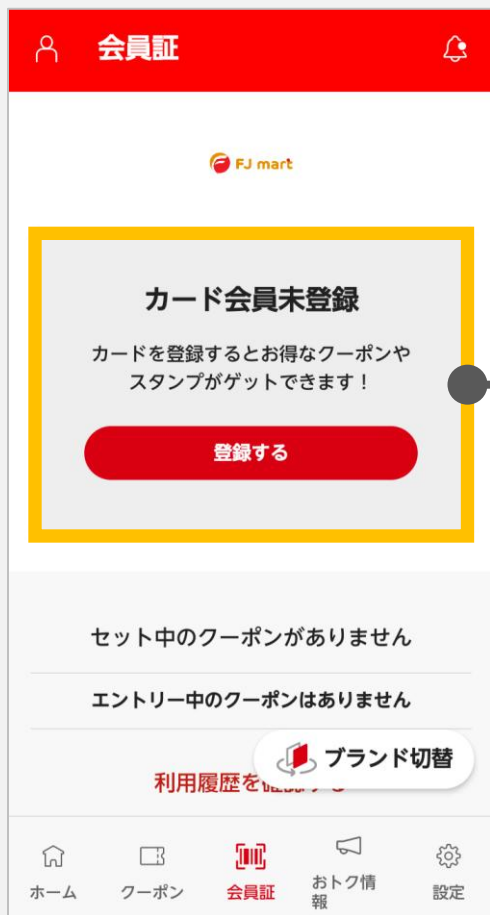 会員証
FJ mart
カード会員未登録
カードを登録するとお得なクーポンや
スタンプがゲットできます！
登録する
セット中のクーポンがありません
エントリー中のクーポンはありません
ブランド切替
利用履歴を
ホーム
クーポン
会員証
おトク情
報
設定